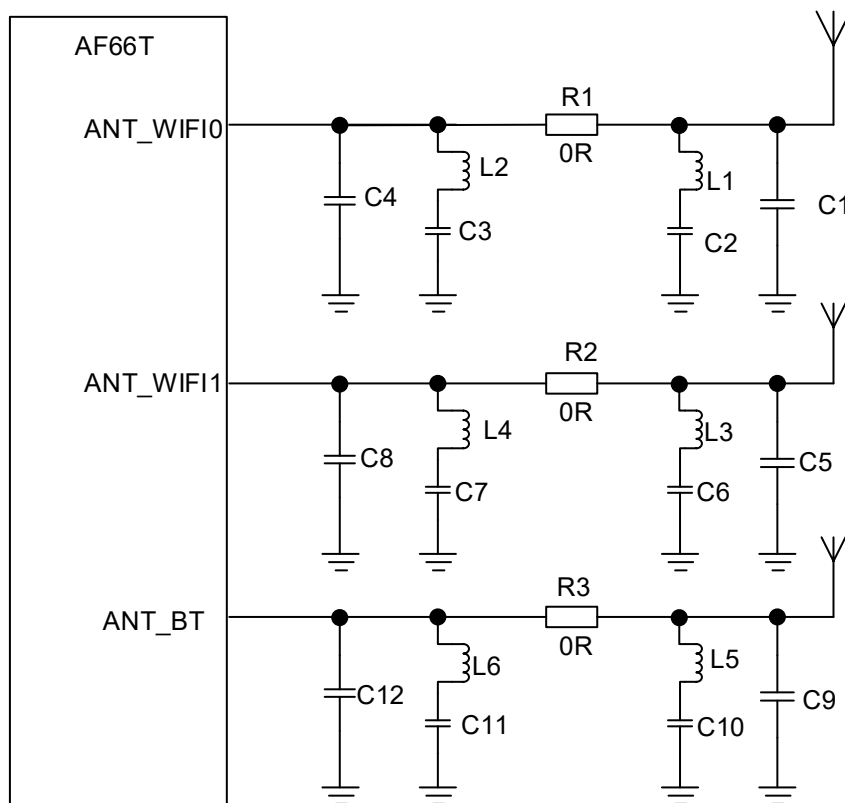 AF66T
ANT_WIFI0
R1
0R
C4
L2
C3
L1
C2
C1
ANT_WIFI1
R2
0R
C8
L4
C7
L3
C6
C5
ANT_BT
R3
0R
C12
L6
C11
L5
C10
C9